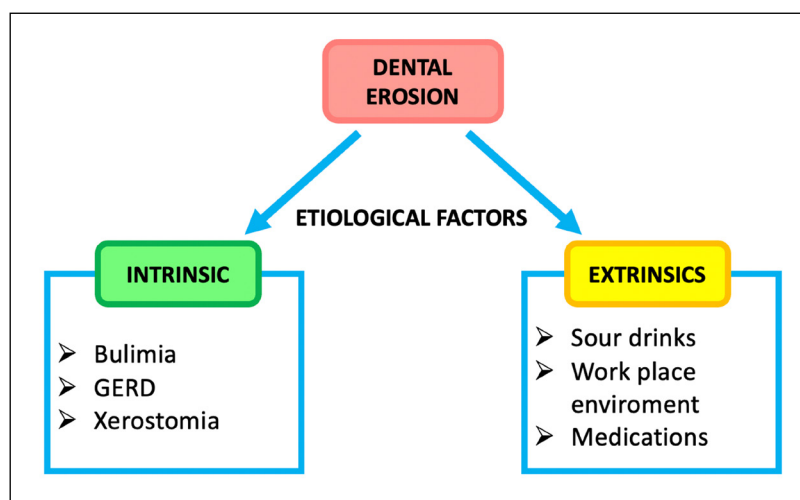 DENTAL
EROSION
ETIOLOGICAL FACTORS
INTRINSIC
➤ Bulimia
➤ GERD
➤ Xerostomia
EXTRINSICS
➤ Sour drinks
➤ Work place
enviroment
➤ Medications